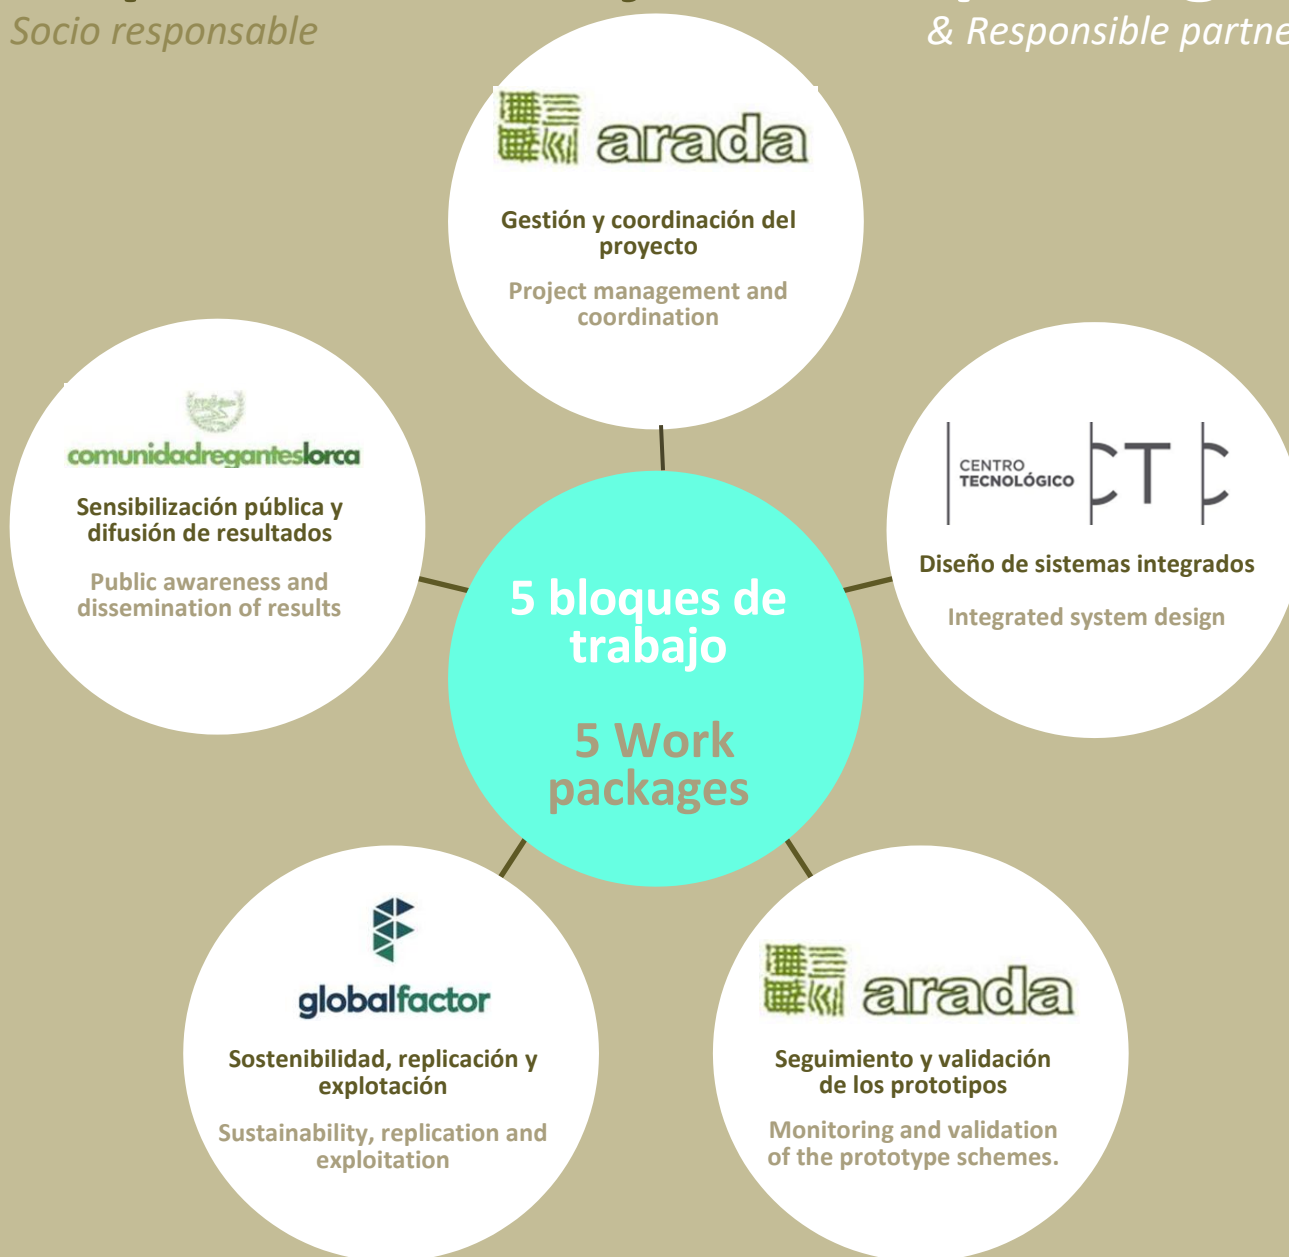 Socio responsable
& Responsible partne
arada
Gestión y coordinación del
proyecto
Project management and
coordination
comunidadreganteslorca
Sensibilización pública y
difusión de resultados
Public awareness and
dissemination of results
CENTRO
TECNOLÓGICO
CTC
Diseño de sistemas integrados
Integrated system design
5 bloques de
trabajo
5 Work
packages
globalfactor
Sostenibilidad, replicación y
explotación
Sustainability, replication and
exploitation
arada
Seguimiento y validación
de los prototipos
Monitoring and validation
of the prototype schemes.